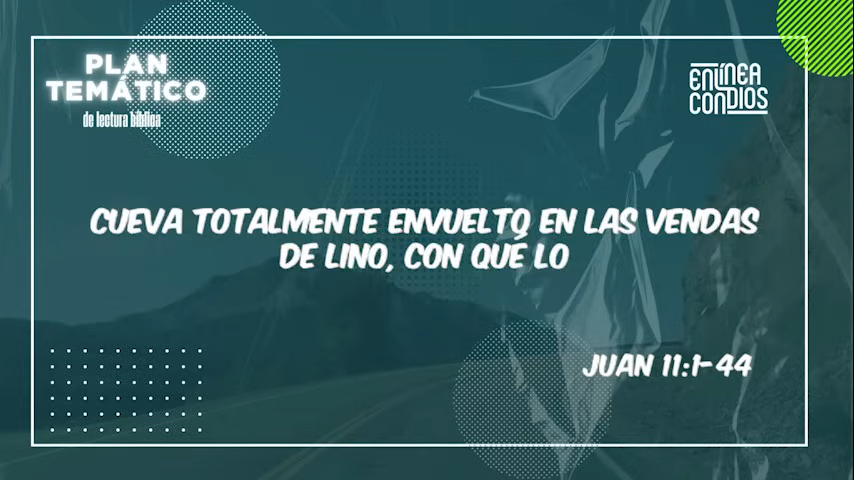 PLAN
TEMÁTICO
de lectura bíblica
ENLÍNEA
CONDIOS
CUEVA TOTALMENTE ENVUELTO EN LAS VENDAS
DE LINO, CON QUÉ LO
JUAN 11:1-44